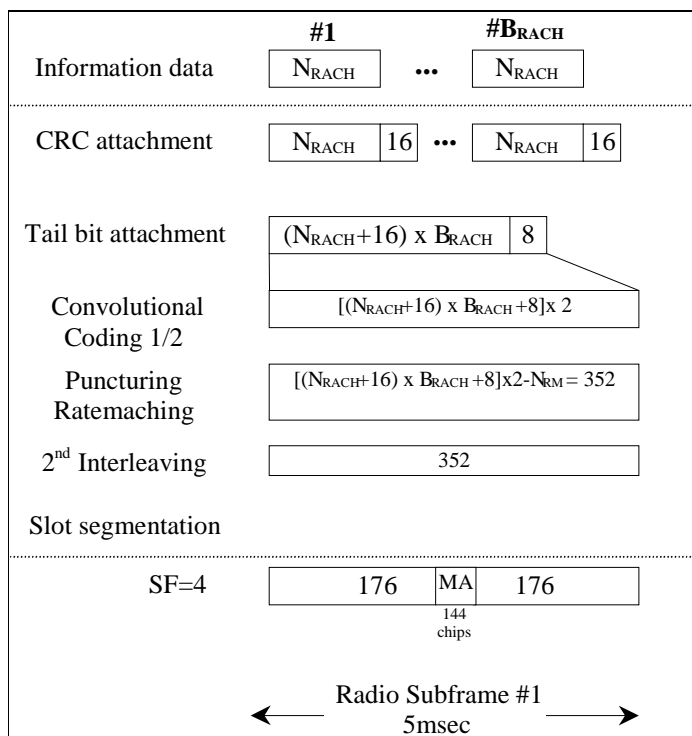 #1 #BRACH
Information data NRACH ... NRACH
CRC attachment NRACH 16 ... NRACH 16
Tail bit attachment (NRACH+16) x BRACH 8
Convolutional
Coding 1/2
[(NRACH+16) x BRACH+8]x 2
Puncturing
Ratemaching
[(NRACH+16) x BRACH+8]x2-NRM = 352
2nd Interleaving 352
Slot segmentation
SF=4 176 MA 176
144
chips
Radio Subframe #1
5msec